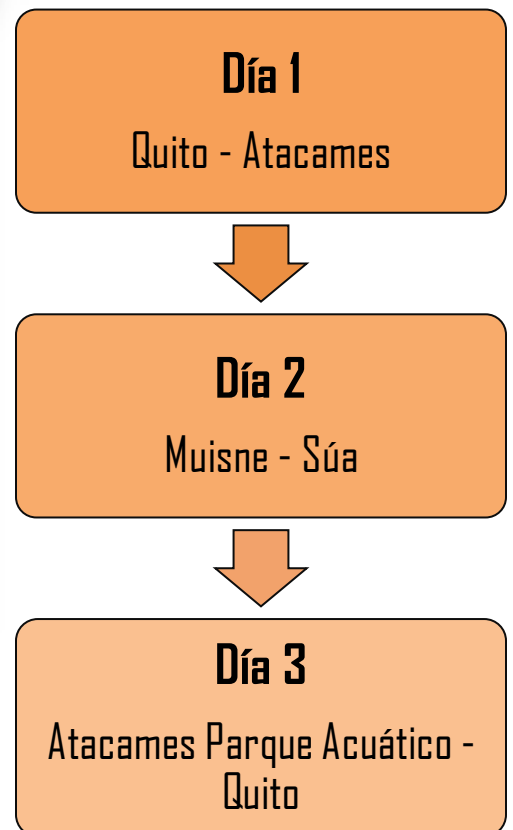 Día 1
Quito - Atacames
Día 2
Muisne - Súa
Día 3
Atacames Parque Acuático -
Quito